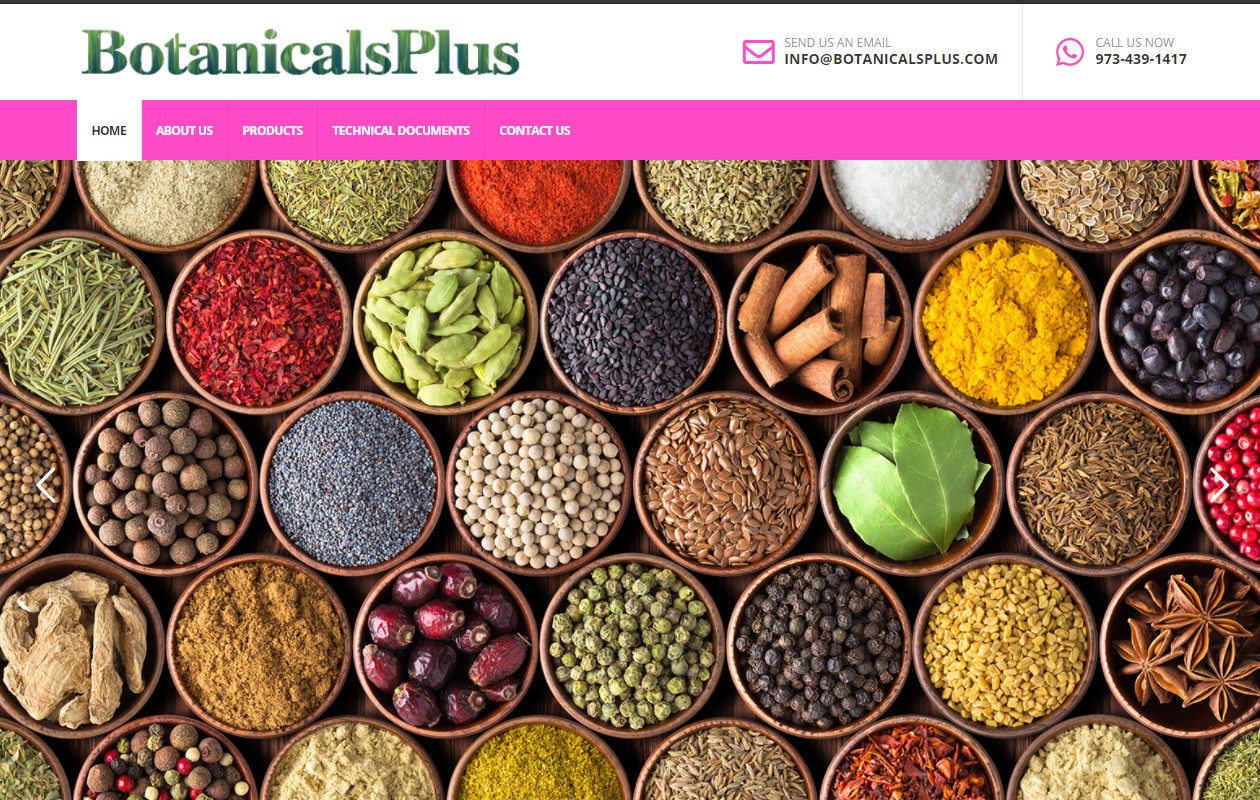 BotanicalsPlus
SEND US AN EMAIL
INFO@BOTANICALSPLUS.COM
CALL US NOW
973-439-1417
HOME
ABOUT US
PRODUCTS
TECHNICAL DOCUMENTS
CONTACT US